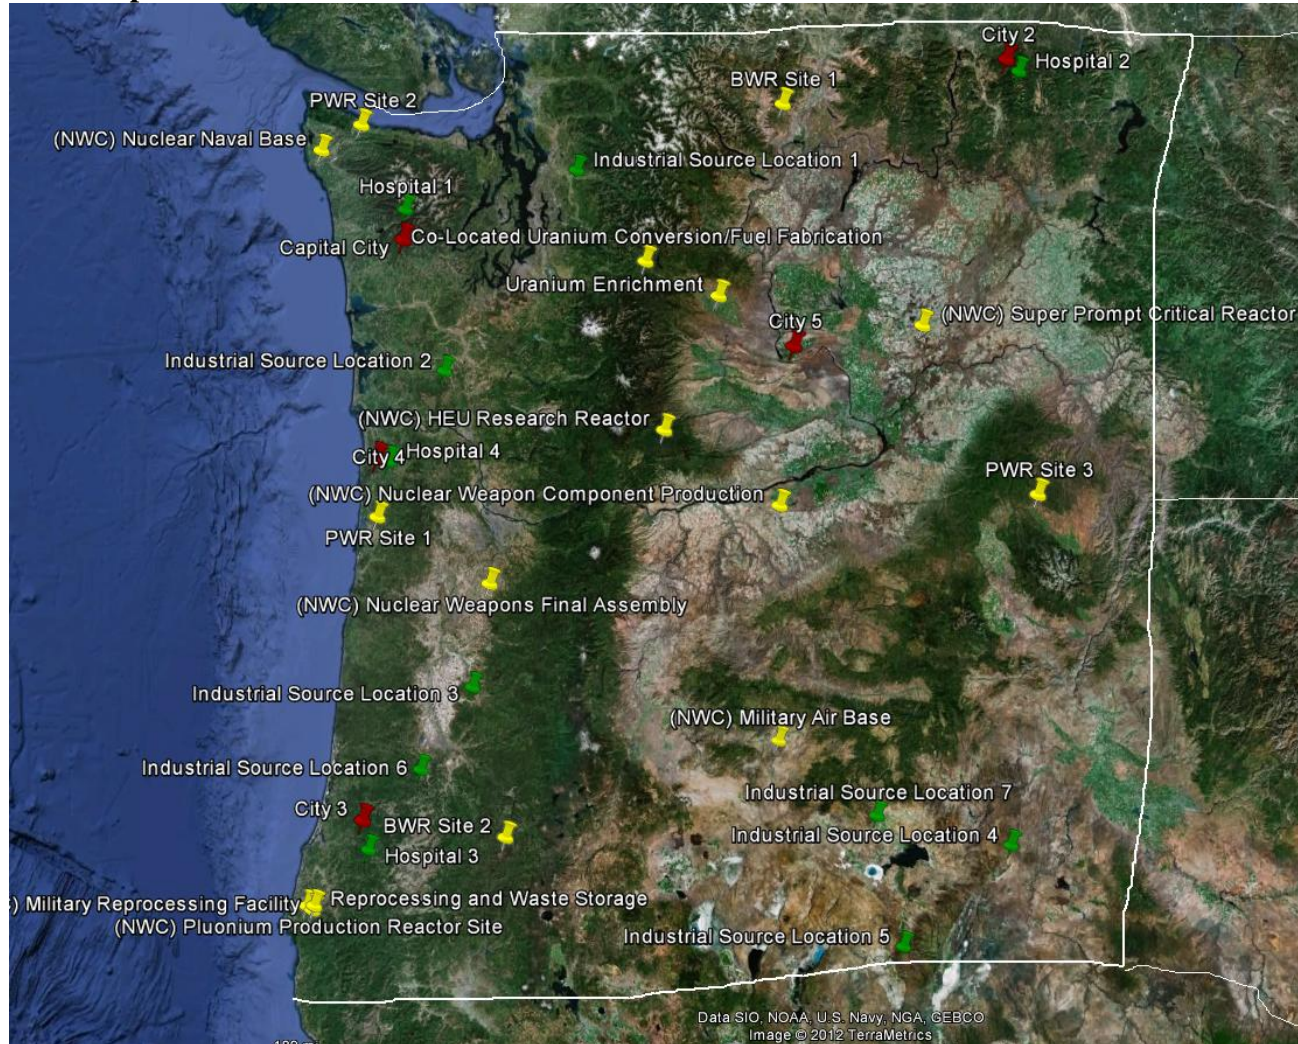 City 2
Hospital 2
BWR Site 1
PWR Site 2
(NWC) Nuclear Naval Base
Industrial Source Location 1
Hospital 1
Capital City
Co-Located Uranium Conversion/Fuel Fabrication
Uranium Enrichment
City 5
(NWC) Super Prompt Critical Reactor
Industrial Source Location 2
(NWC) HEU Research Reactor
City 4
Hospital 4
PWR Site 3
(NWC) Nuclear Weapon Component Production
PWR Site 1
(NWC) Nuclear Weapons Final Assembly
Industrial Source Location 3
(NWC) Military Air Base
Industrial Source Location 6
Industrial Source Location 7
City 3
BWR Site 2
Industrial Source Location 4
Hospital 3
) Military Reprocessing Facility
Reprocessing and Waste Storage
(NWC) Pluonium Production Reactor Site
Industrial Source Location 5
Data SIO, NOAA, U.S. Navy, NGA, GEBCO
Image © 2012 TerraMetrics